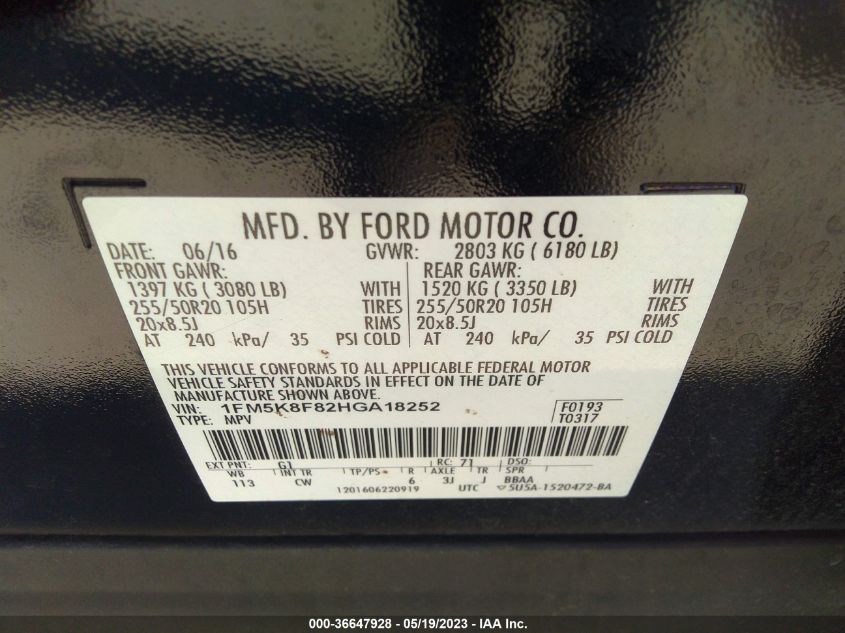 MFD. BY FORD MOTOR CO.
DATE: 06/16 GVWR: 2803 KG ( 6180 LB)
FRONT GAWR: REAR GAWR:
1397 KG ( 3080 LB) WITH 1520 KG ( 3350 LB) WITH
255/50R20 105H TIRES 255/50R20 105H TIRES
20x8.5J RIMS 20x8.5J RIMS
AT 240 kPa/ 35 PSI COLD AT 240 kPa/ 35 PSI COLD
THIS VEHICLE CONFORMS TO ALL APPLICABLE FEDERAL MOTOR
VEHICLE SAFETY STANDARDS IN EFFECT ON THE DATE OF
MANUFACTURE SHOWN ABOVE.
VIN: 1FM5K8F82HGA18252 F0193
TYPE: MPV T0317
EXT PNT: G1 RC: 71 DSO:
WB INT TR TP/PS R AXLE TR SPR
113 CW 6 3J J BBAA
1201606220919 UTC ▽5U5A-1520472-BA
000-36647928 - 05/19/2023 - IAA Inc.